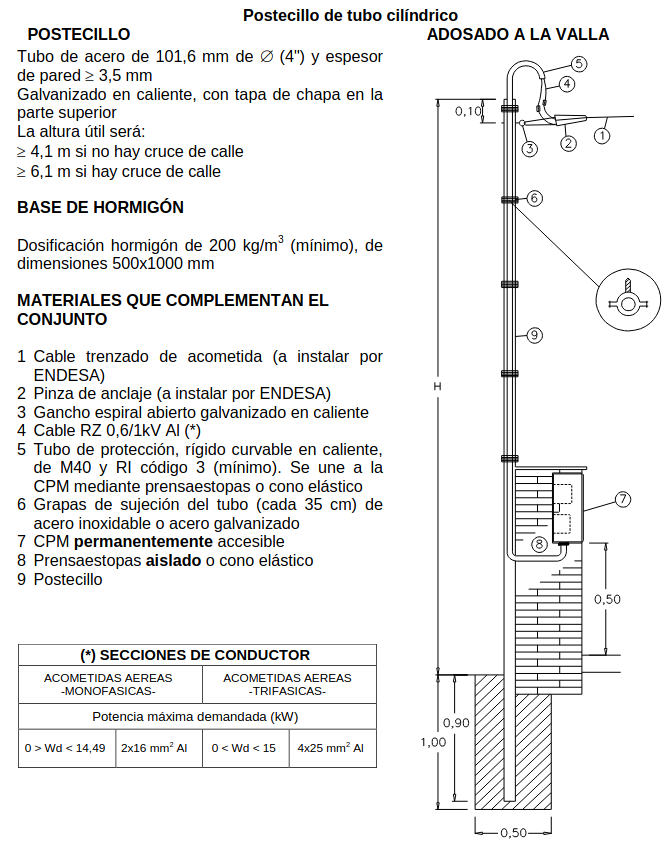 Postecillo de tubo cilíndrico
POSTECILLO
ADOSADO A LA VALLA
Tubo de acero de 101,6 mm de ∅ (4") y espesor
de pared ≥ 3,5 mm
Galvanizado en caliente, con tapa de chapa en la
parte superior
La altura útil será:
≥ 4,1 m si no hay cruce de calle
≥ 6,1 m si hay cruce de calle
BASE DE HORMIGÓN
Dosificación hormigón de 200 kg/m³ (mínimo), de
dimensiones 500x1000 mm
MATERIALES QUE COMPLEMENTAN EL
CONJUNTO
1 Cable trenzado de acometida (a instalar por
ENDESA)
2 Pinza de anclaje (a instalar por ENDESA)
3 Gancho espiral abierto galvanizado en caliente
4 Cable RZ 0,6/1kV Al (*)
5 Tubo de protección, rígido curvable en caliente,
de M40 y RI código 3 (mínimo). Se une a la
CPM mediante prensaestopas o cono elástico
6 Grapas de sujeción del tubo (cada 35 cm) de
acero inoxidable o acero galvanizado
7 CPM permanentemente accesible
8 Prensaestopas aislado o cono elástico
9 Postecillo
(*) SECCIONES DE CONDUCTOR
ACOMETIDAS AEREAS
-MONOFASICAS-
ACOMETIDAS AEREAS
-TRIFASICAS-
Potencia máxima demandada (kW)
0 > Wd < 14,49
2x16 mm² Al
0 < Wd < 15
4x25 mm² Al
5
4
0,10
1
3
2
6
9
H
7
8
0,50
0,90
1,00
0,50